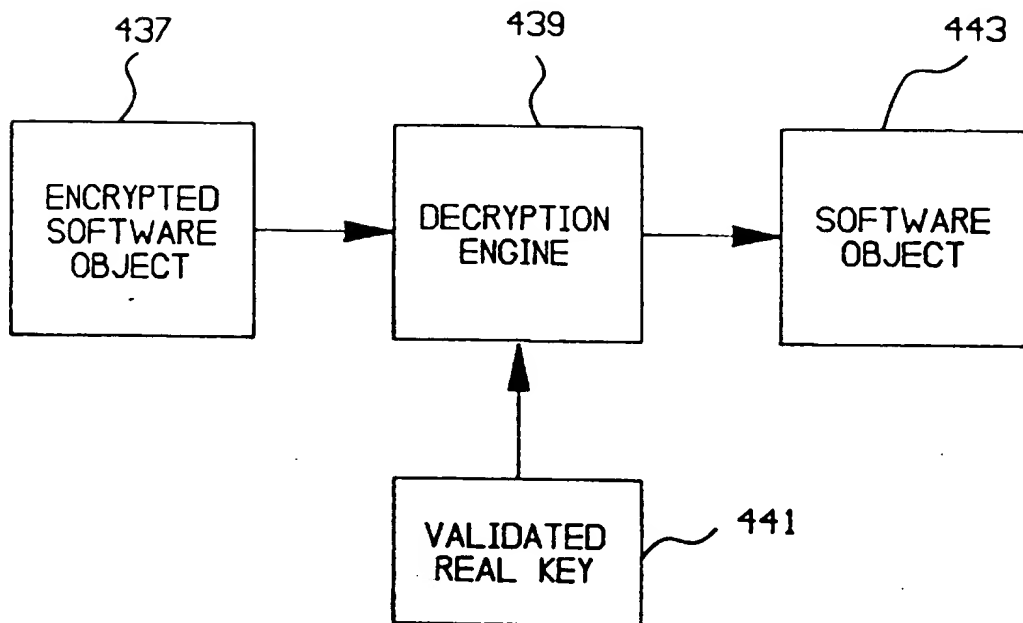 437
439
443
ENCRYPTED
SOFTWARE
OBJECT
DECRYPTION
ENGINE
SOFTWARE
OBJECT
VALIDATED
REAL KEY
441